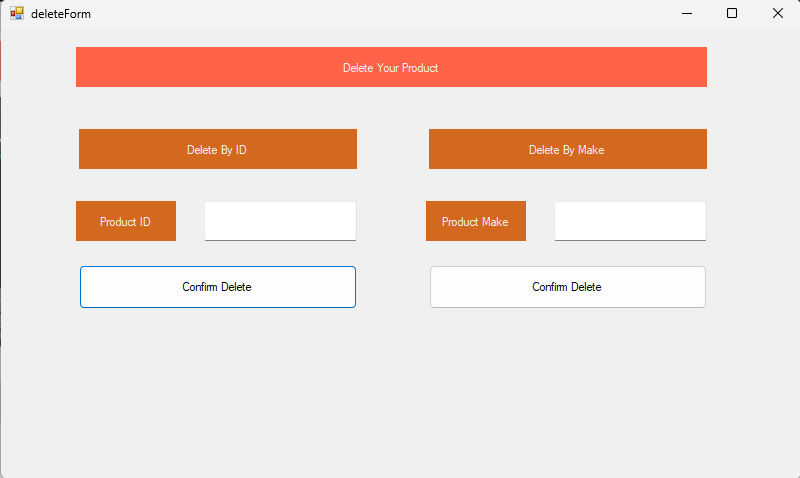 deleteForm
Delete Your Product
Delete By ID
Delete By Make
Product ID
Product Make
Confirm Delete
Confirm Delete